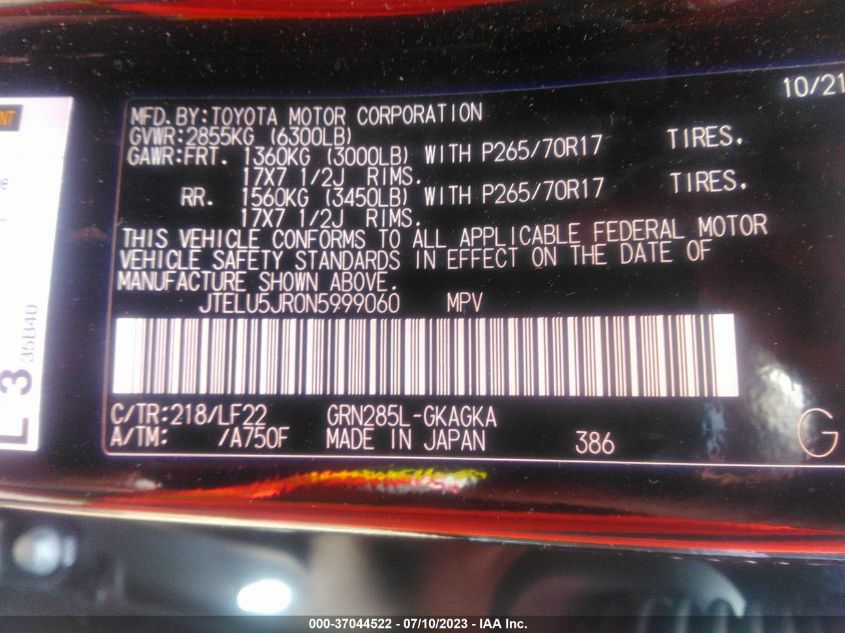 10/21
MFD. BY: TOYOTA MOTOR CORPORATION
GVWR: 2855KG (6300LB)
GAWR: FRT. 1360KG (3000LB) WITH P265/70R17 TIRES,
17X7 1/2J RIMS.
RR. 1560KG (3450LB) WITH P265/70R17 TIRES,
17X7 1/2J RIMS.
THIS VEHICLE CONFORMS TO ALL APPLICABLE FEDERAL MOTOR
VEHICLE SAFETY STANDARDS IN EFFECT ON THE DATE OF
MANUFACTURE SHOWN ABOVE.
JTELU5JR0N5999060 MPV
C/TR: 218/LF22 GRN285L-GKAGKA
A/TM: /A750F MADE IN JAPAN 386
G
L 3
35B40
000-37044522 - 07/10/2023 - IAA Inc.